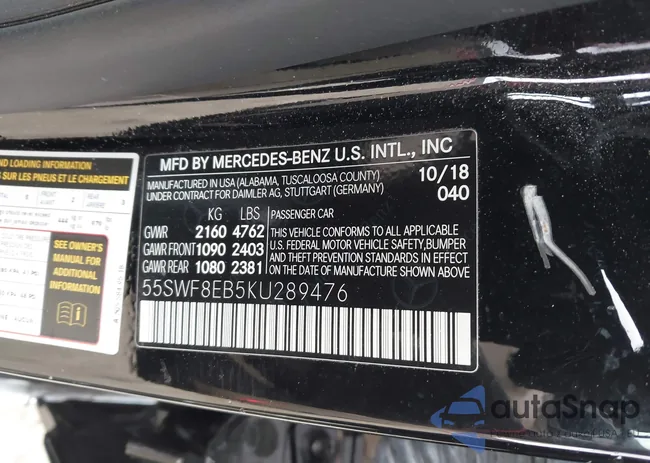 AND LOADING INFORMATION
SUR LES PNEUS ET LE CHARGEMENT
SEE OWNER'S
MANUAL FOR
ADDITIONAL
INFORMATION
MFD BY MERCEDES-BENZ U.S. INTL., INC
MANUFACTURED IN USA (ALABAMA, TUSCALOOSA COUNTY) 10/18
UNDER CONTRACT FOR DAIMLER AG, STUTTGART (GERMANY) 040
KG LBS PASSENGER CAR
GVWR 2160 4762
GAWR FRONT 1090 2403
GAWR REAR 1080 2381
THIS VEHICLE CONFORMS TO ALL APPLICABLE
U.S. FEDERAL MOTOR VEHICLE SAFETY,BUMPER
AND THEFT PREVENTION STANDARDS IN EFFECT
ON THE DATE OF MANUFACTURE SHOWN ABOVE.
55SWF8EB5KU289476
autoSnap